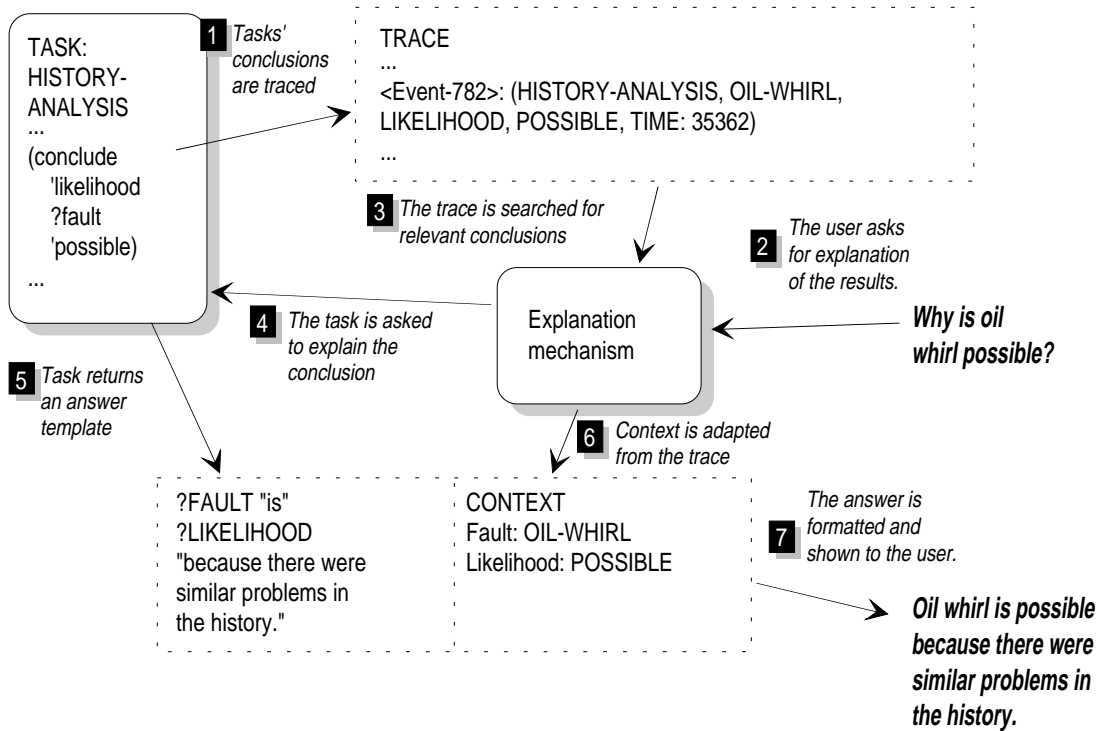 TASK:
HISTORY-
ANALYSIS
...
(conclude
'likelihood
?fault
'possible)
...
1
Tasks'
conclusions
are traced
TRACE
...
<Event-782>: (HISTORY-ANALYSIS, OIL-WHIRL,
LIKELIHOOD, POSSIBLE, TIME: 35362)
...
3
The trace is searched for
relevant conclusions
2
The user asks
for explanation
of the results.
Why is oil
whirl possible?
Explanation
mechanism
4
The task is asked
to explain the
conclusion
5
Task returns
an answer
template
6
Context is adapted
from the trace
?FAULT "is"
?LIKELIHOOD
"because there were
similar problems in
the history."
CONTEXT
Fault: OIL-WHIRL
Likelihood: POSSIBLE
7
The answer is
formatted and
shown to the user.
Oil whirl is possible
because there were
similar problems in
the history.